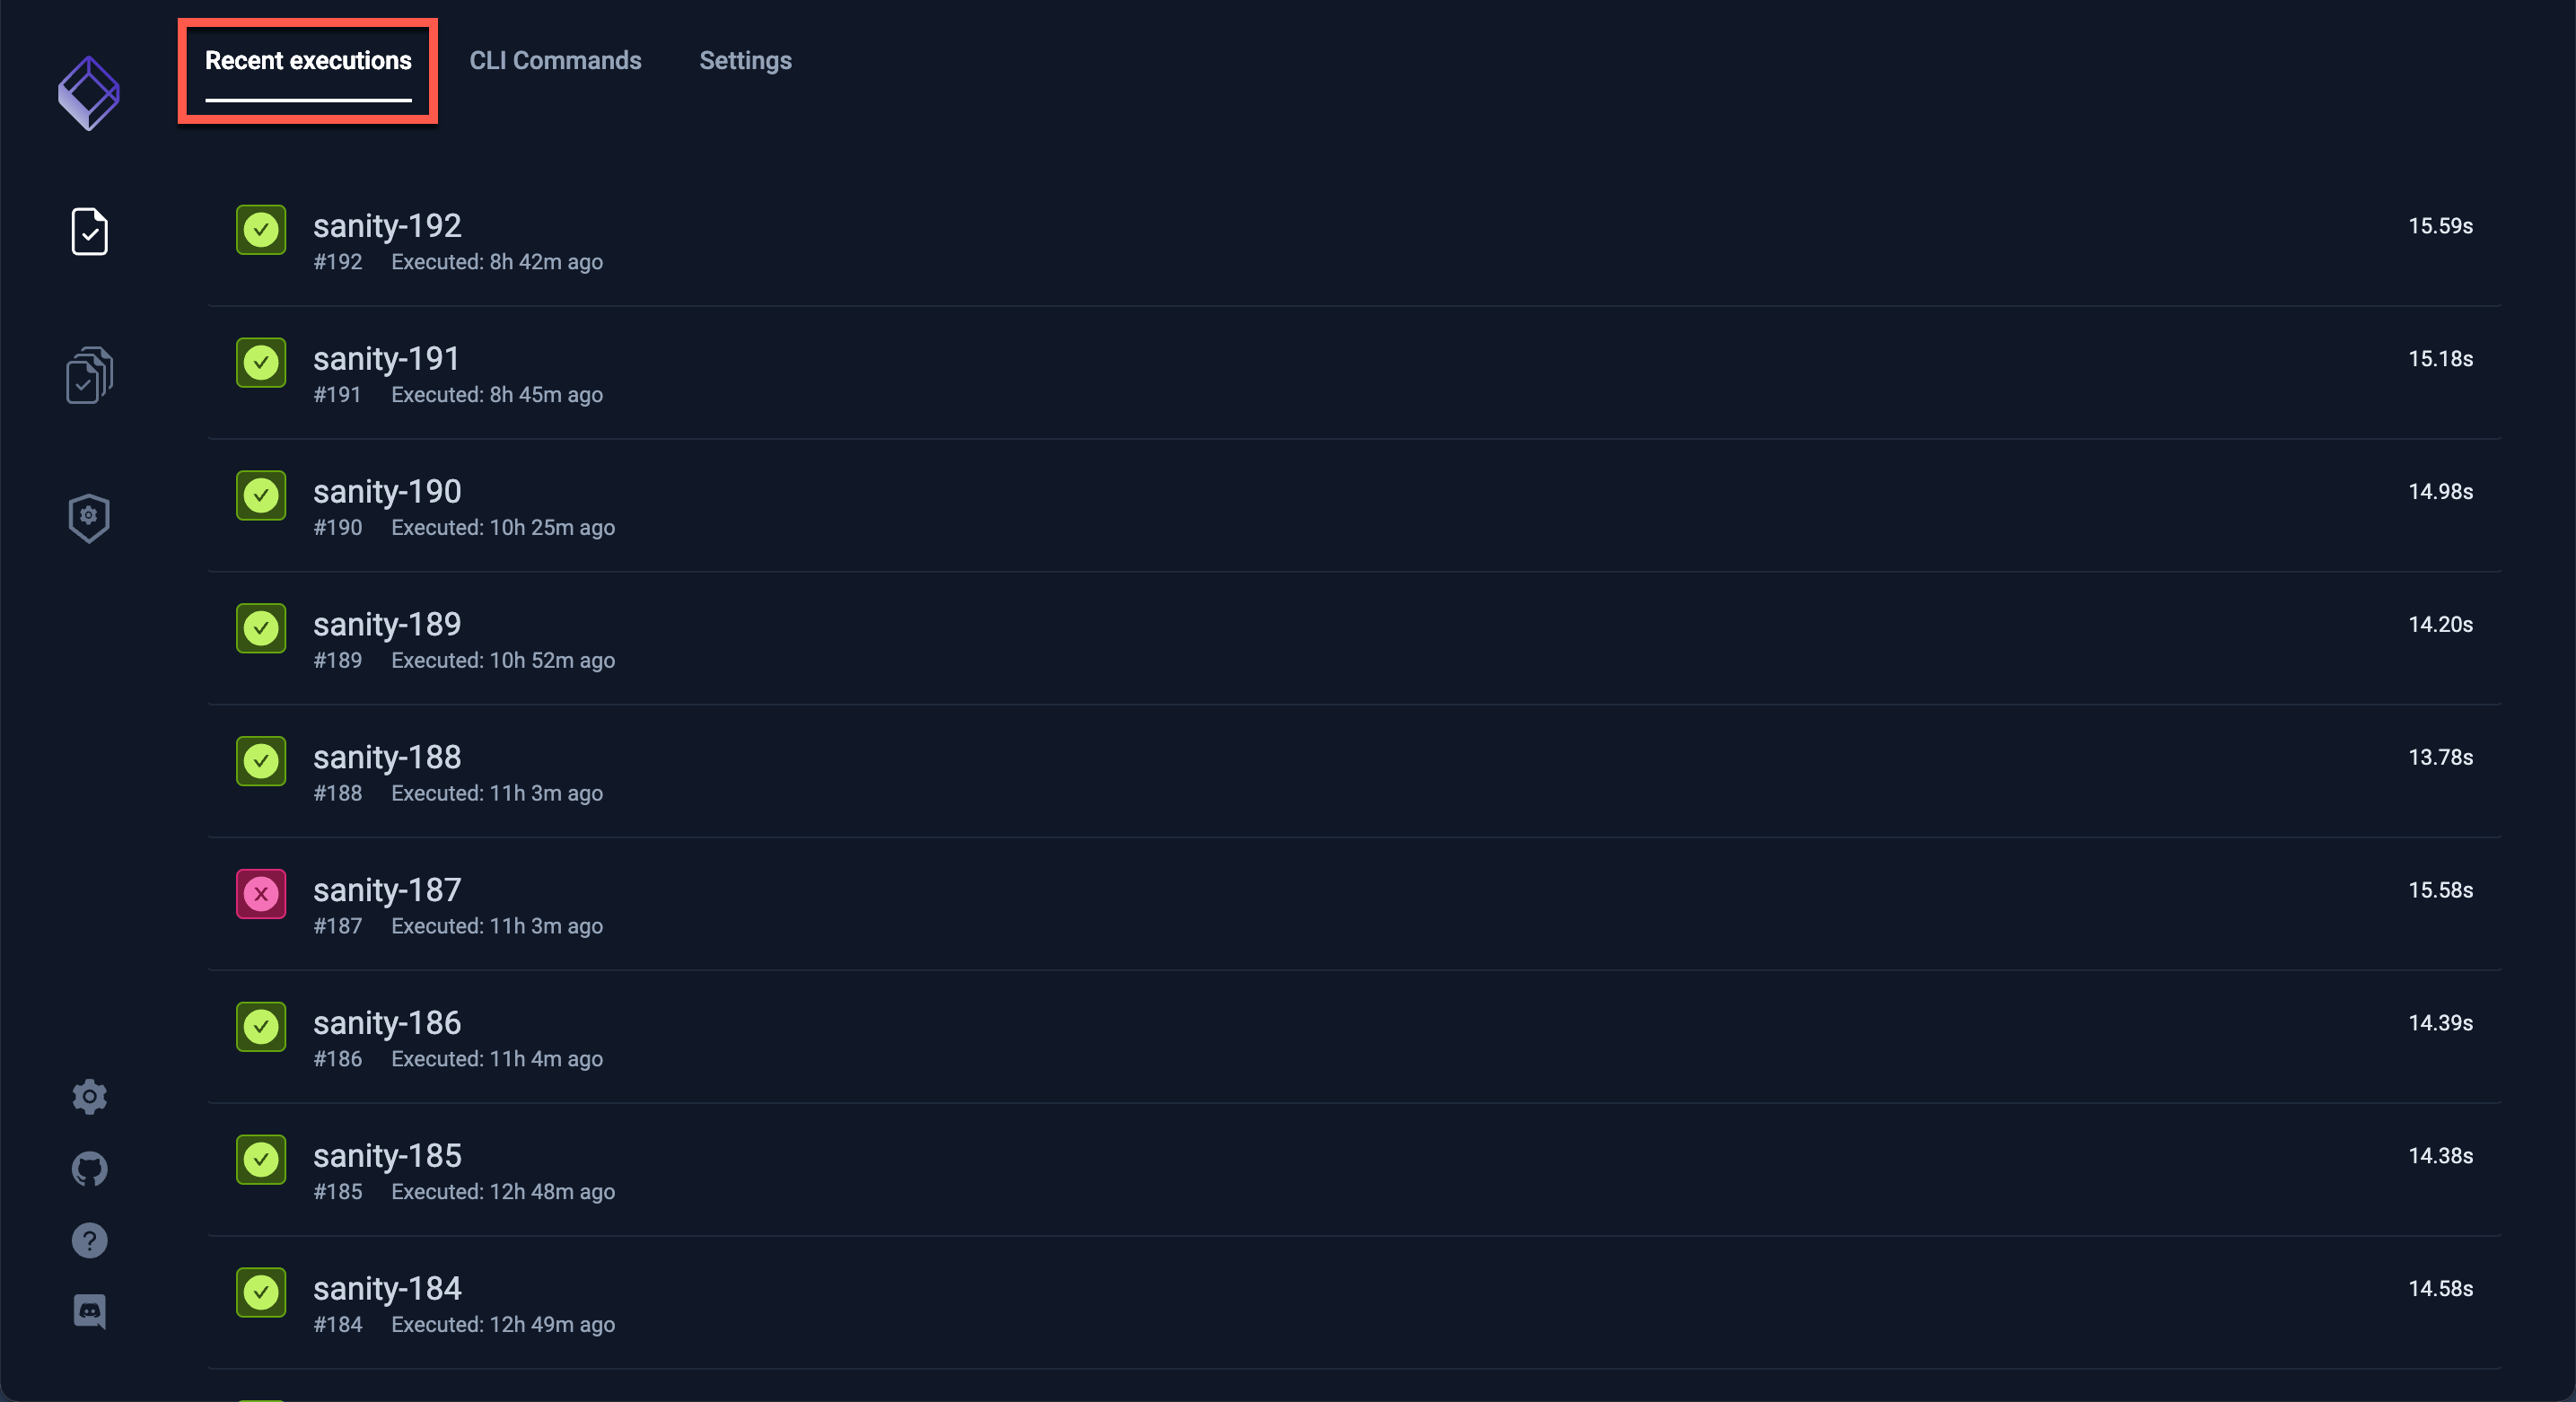 Recent executions CLI Commands Settings
sanity-192 15.59s
#192 Executed: 8h 42m ago
sanity-191 15.18s
#191 Executed: 8h 45m ago
sanity-190 14.98s
#190 Executed: 10h 25m ago
sanity-189 14.20s
#189 Executed: 10h 52m ago
sanity-188 13.78s
#188 Executed: 11h 3m ago
sanity-187 15.58s
#187 Executed: 11h 3m ago
sanity-186 14.39s
#186 Executed: 11h 4m ago
sanity-185 14.38s
#185 Executed: 12h 48m ago
sanity-184 14.58s
#184 Executed: 12h 49m ago